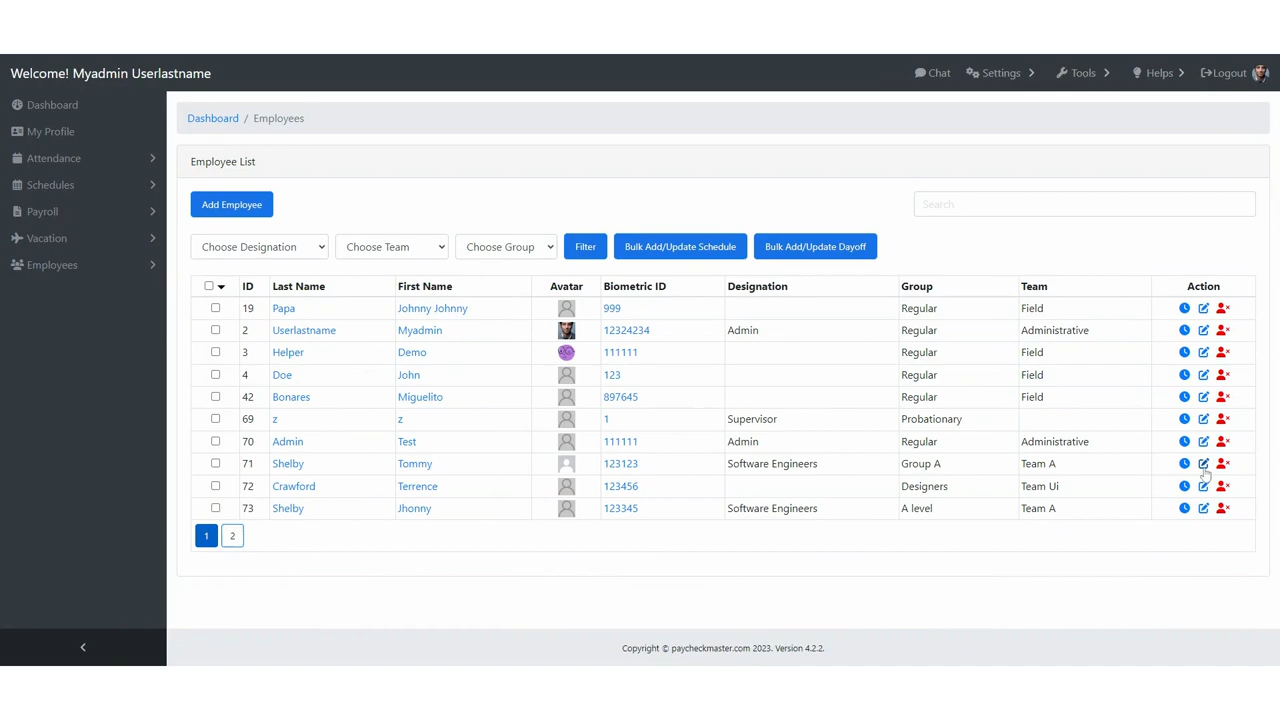 Welcome! Myadmin Userlastname Chat Settings Tools Helps Logout
Dashboard
My Profile
Attendance
Schedules
Payroll
Vacation
Employees
Dashboard / Employees
Employee List
Add Employee Search
Choose Designation Choose Team Choose Group Filter Bulk Add/Update Schedule Bulk Add/Update Dayoff
ID Last Name First Name Avatar Biometric ID Designation Group Team Action
19 Papa Johnny Johnny 999 Regular Field
2 Userlastname Myadmin 12324234 Admin Regular Administrative
3 Helper Demo 111111 Regular Field
4 Doe John 123 Regular Field
42 Bonares Miguelito 897645 Regular Field
69 z z 1 Supervisor Probationary
70 Admin Test 111111 Admin Regular Administrative
71 Shelby Tommy 123123 Software Engineers Group A Team A
72 Crawford Terrence 123456 Designers Team Ui
73 Shelby Jhonny 123345 Software Engineers A level Team A
1 2
Copyright © paycheckmaster.com 2023. Version 4.2.2.